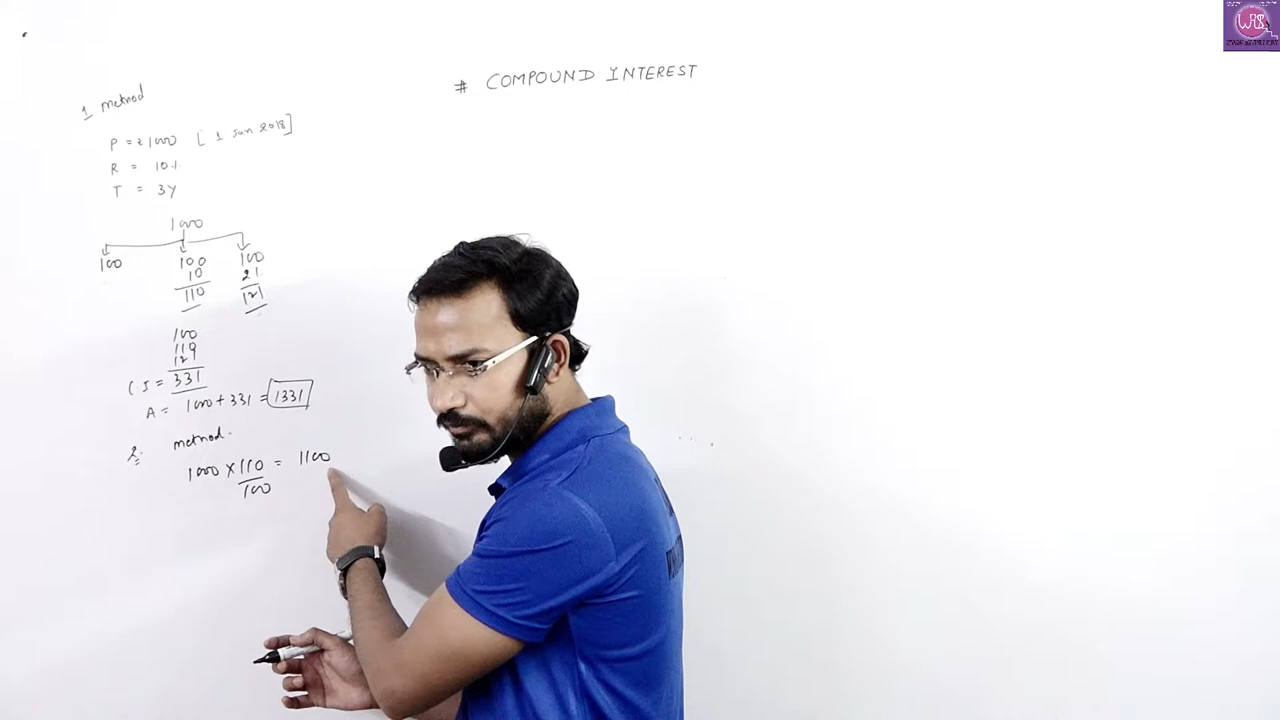 # COMPOUND INTEREST
1 method
P = ₹ 1000 [ 1 Jan 2018]
R = 10%
T = 3y
1000
100 100 100
10 21
110 121
100
110
121
C.I = 331
A = 1000 + 331 = 1331
2. method.
1000 × 110 = 1100
100